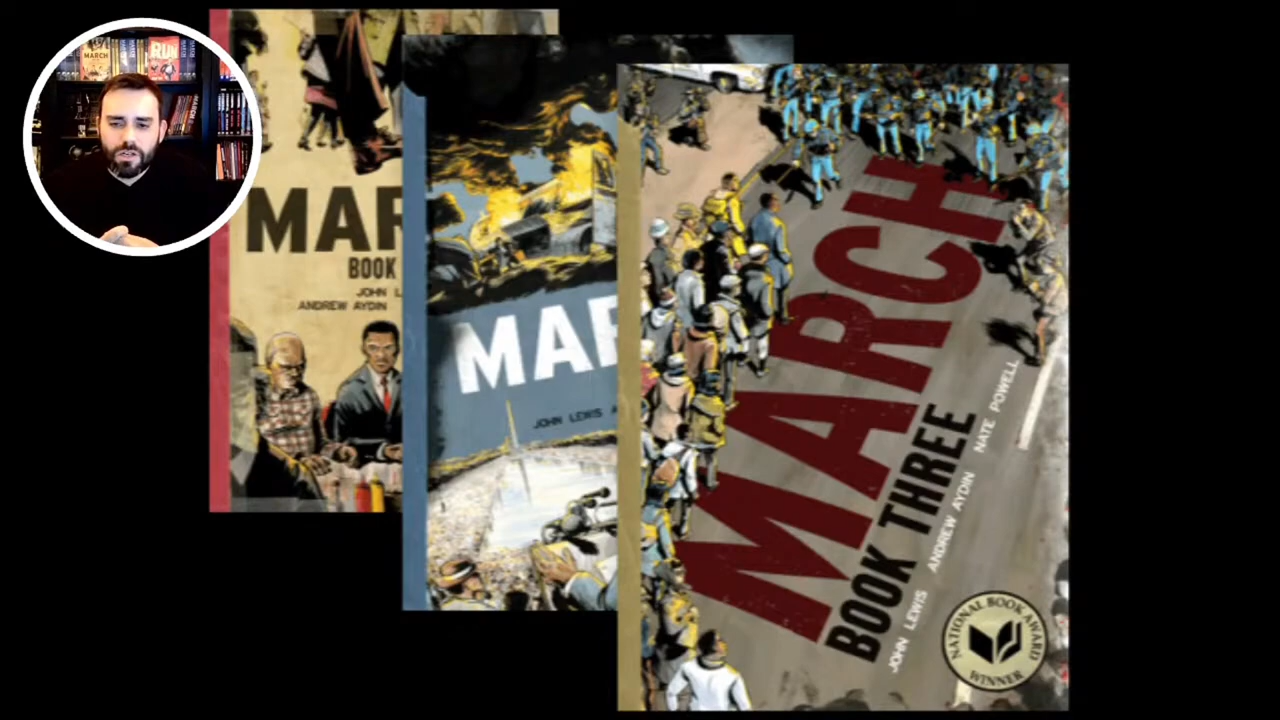 MARCH
RUN
MAR
BOOK
JOHN L
ANDREW AYDIN
MAR
JOHN LEWIS A
MARCH
BOOK THREE
JOHN LEWIS ANDREW AYDIN NATE POWELL
NATIONAL BOOK AWARD
WINNER